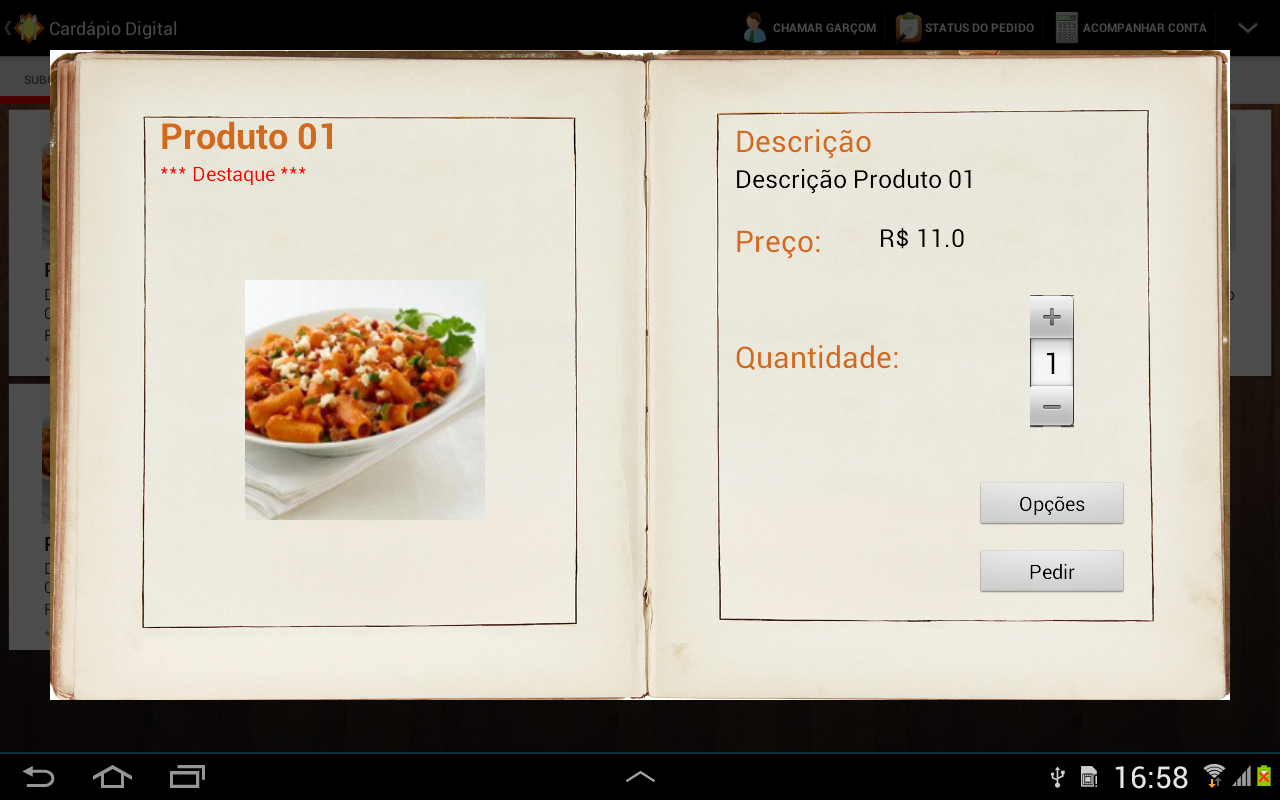 Cardápio Digital
CHAMAR GARÇOM
STATUS DO PEDIDO
ACOMPANHAR CONTA
Produto 01
*** Destaque ***
Descrição
Descrição Produto 01
Preço: R$ 11.0
Quantidade:
+
1
−
Opções
Pedir
16:58